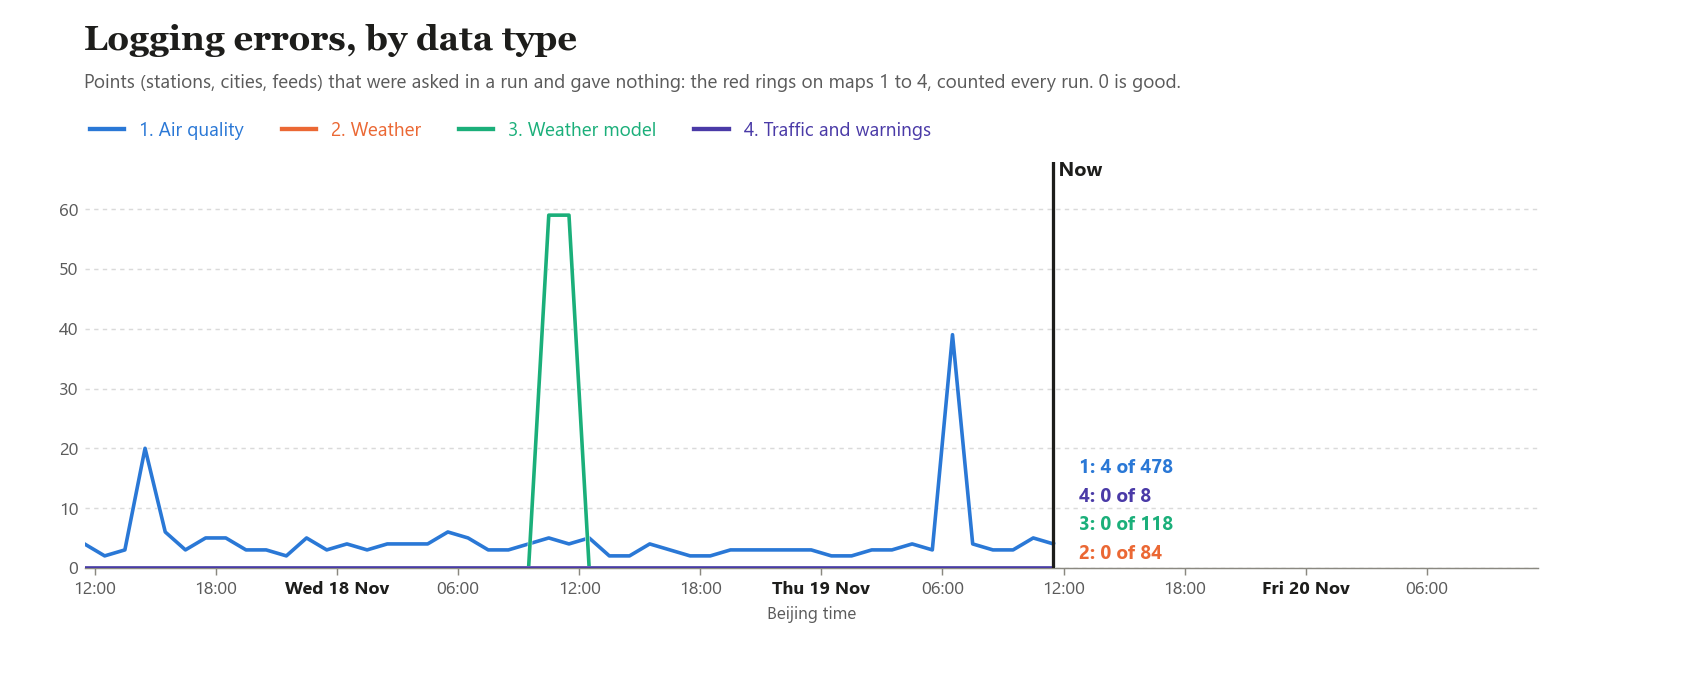 Logging errors, by data type
Points (stations, cities, feeds) that were asked in a run and gave nothing: the red rings on maps 1 to 4, counted every run. 0 is good.
1. Air quality 2. Weather 3. Weather model 4. Traffic and warnings
Now
60
50
40
30
20
10
0
1: 4 of 478
4: 0 of 8
3: 0 of 118
2: 0 of 84
12:00 18:00 Wed 18 Nov 06:00 12:00 18:00 Thu 19 Nov 06:00 12:00 18:00 Fri 20 Nov 06:00
Beijing time